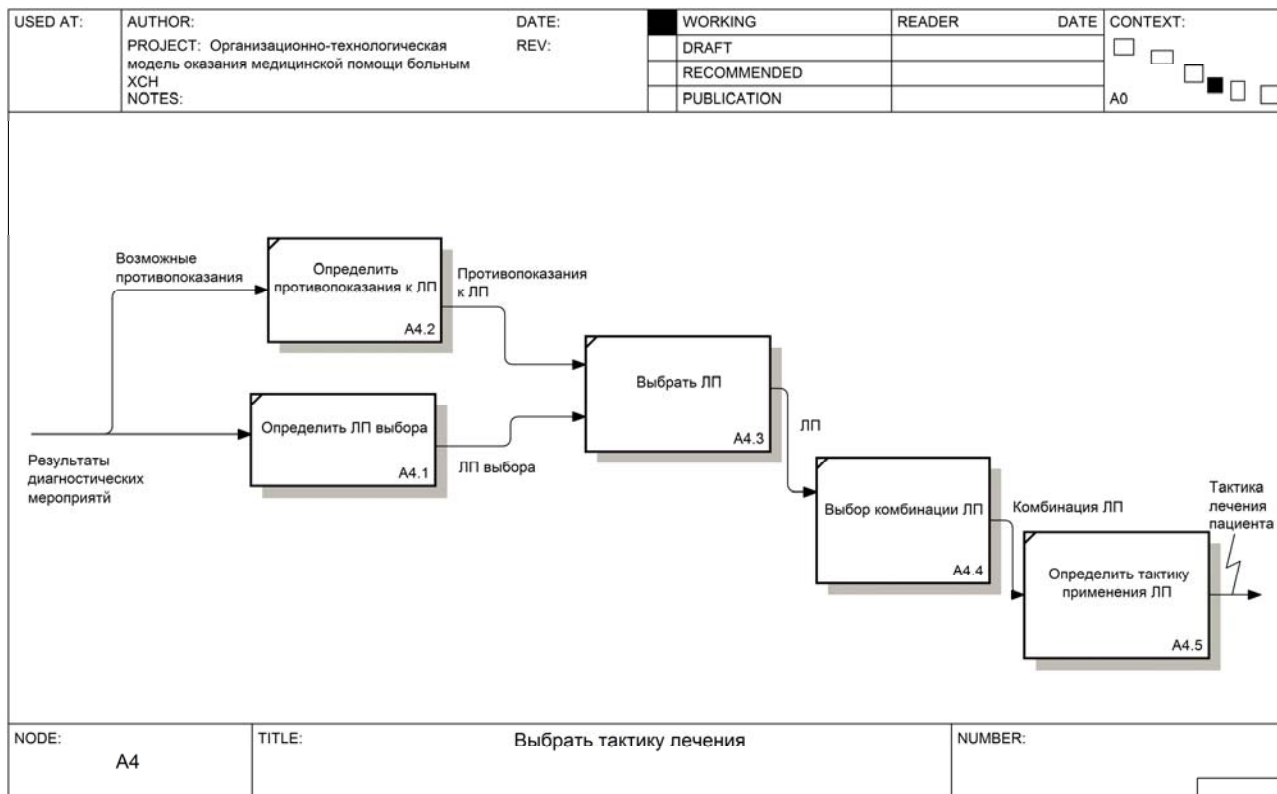 USED AT:
AUTHOR:
DATE:
PROJECT: Организационно-технологическая
REV:
модель оказания медицинской помощи больным
ХСН
NOTES:
WORKING
DRAFT
RECOMMENDED
PUBLICATION
READER
DATE
CONTEXT:
A0
Возможные
противопоказания
Определить
противопоказания к ЛП
A4.2
Противопоказания
к ЛП
Результаты
диагностических
мероприятй
Определить ЛП выбора
A4.1
ЛП выбора
Выбрать ЛП
A4.3
ЛП
Выбор комбинации ЛП
A4.4
Комбинация ЛП
Определить тактику
применения ЛП
A4.5
Тактика
лечения
пациента
NODE:
A4
TITLE:
Выбрать тактику лечения
NUMBER: